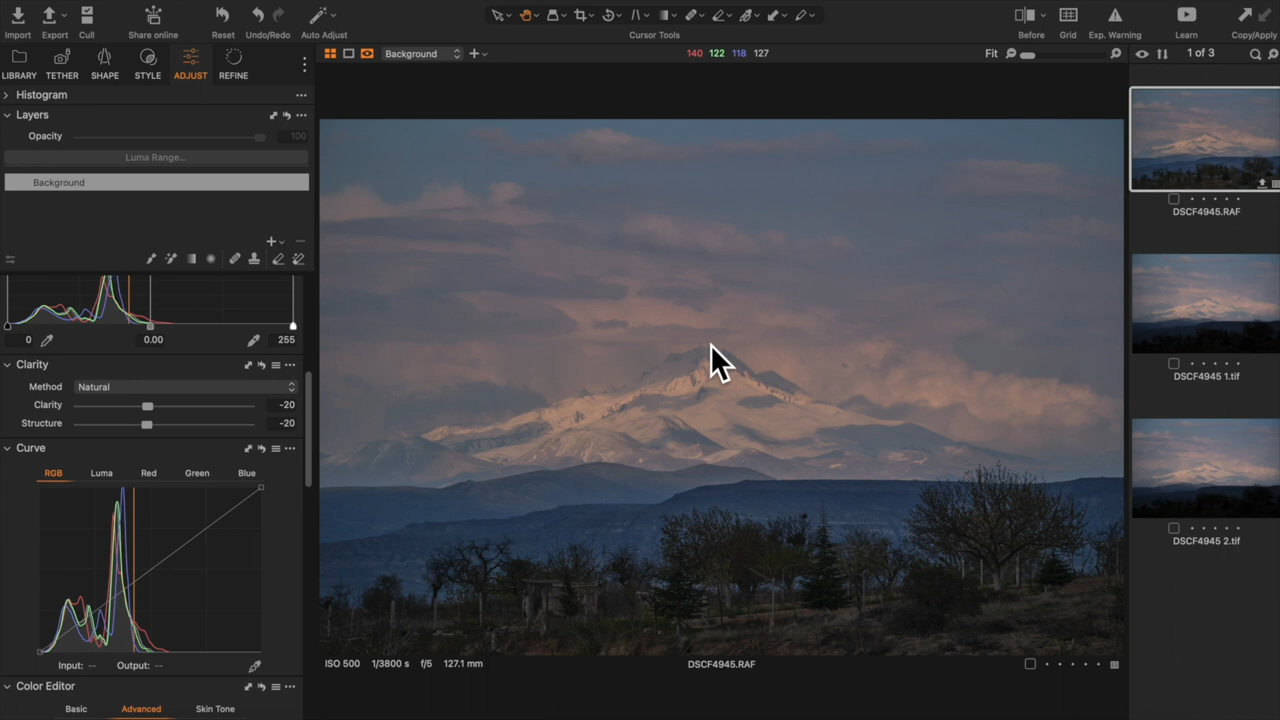 Import Export Cull Share online Reset Undo/Redo Auto Adjust Cursor Tools Before Grid Exp. Warning Learn Copy/Apply
LIBRARY TETHER SHAPE STYLE ADJUST REFINE
Background
140 122 118 127
Fit
1 of 3
Histogram
Layers
Opacity 100
Luma Range...
Background
0 0.00 255
Clarity
Method Natural
Clarity -20
Structure -20
Curve
RGB Luma Red Green Blue
Input: -- Output: --
Color Editor
Basic Advanced Skin Tone
ISO 500 1/3800 s f/5 127.1 mm
DSCF4945.RAF
DSCF4945.RAF
DSCF4945 1.tif
DSCF4945 2.tif